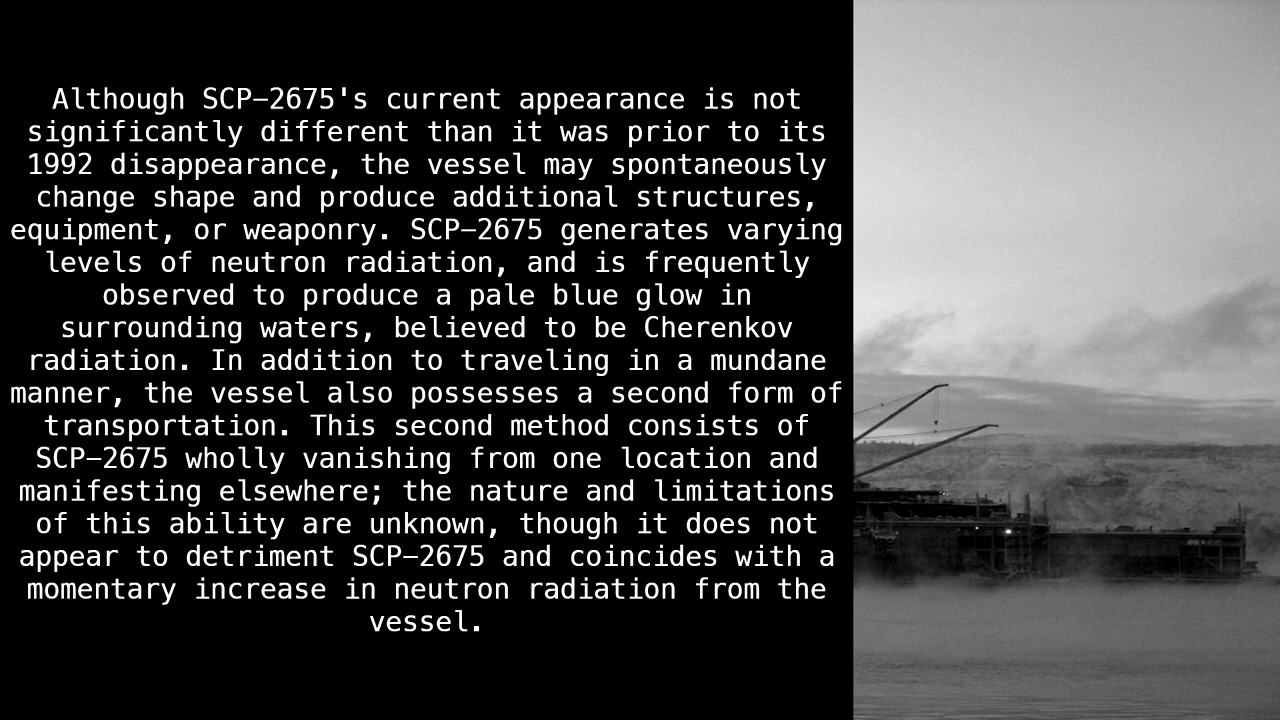 Although SCP−2675's current appearance is not
significantly different than it was prior to its
1992 disappearance, the vessel may spontaneously
change shape and produce additional structures,
equipment, or weaponry. SCP−2675 generates varying
levels of neutron radiation, and is frequently
observed to produce a pale blue glow in
surrounding waters, believed to be Cherenkov
radiation. In addition to traveling in a mundane
manner, the vessel also possesses a second form of
transportation. This second method consists of
SCP−2675 wholly vanishing from one location and
manifesting elsewhere; the nature and limitations
of this ability are unknown, though it does not
appear to detriment SCP−2675 and coincides with a
momentary increase in neutron radiation from the
vessel.